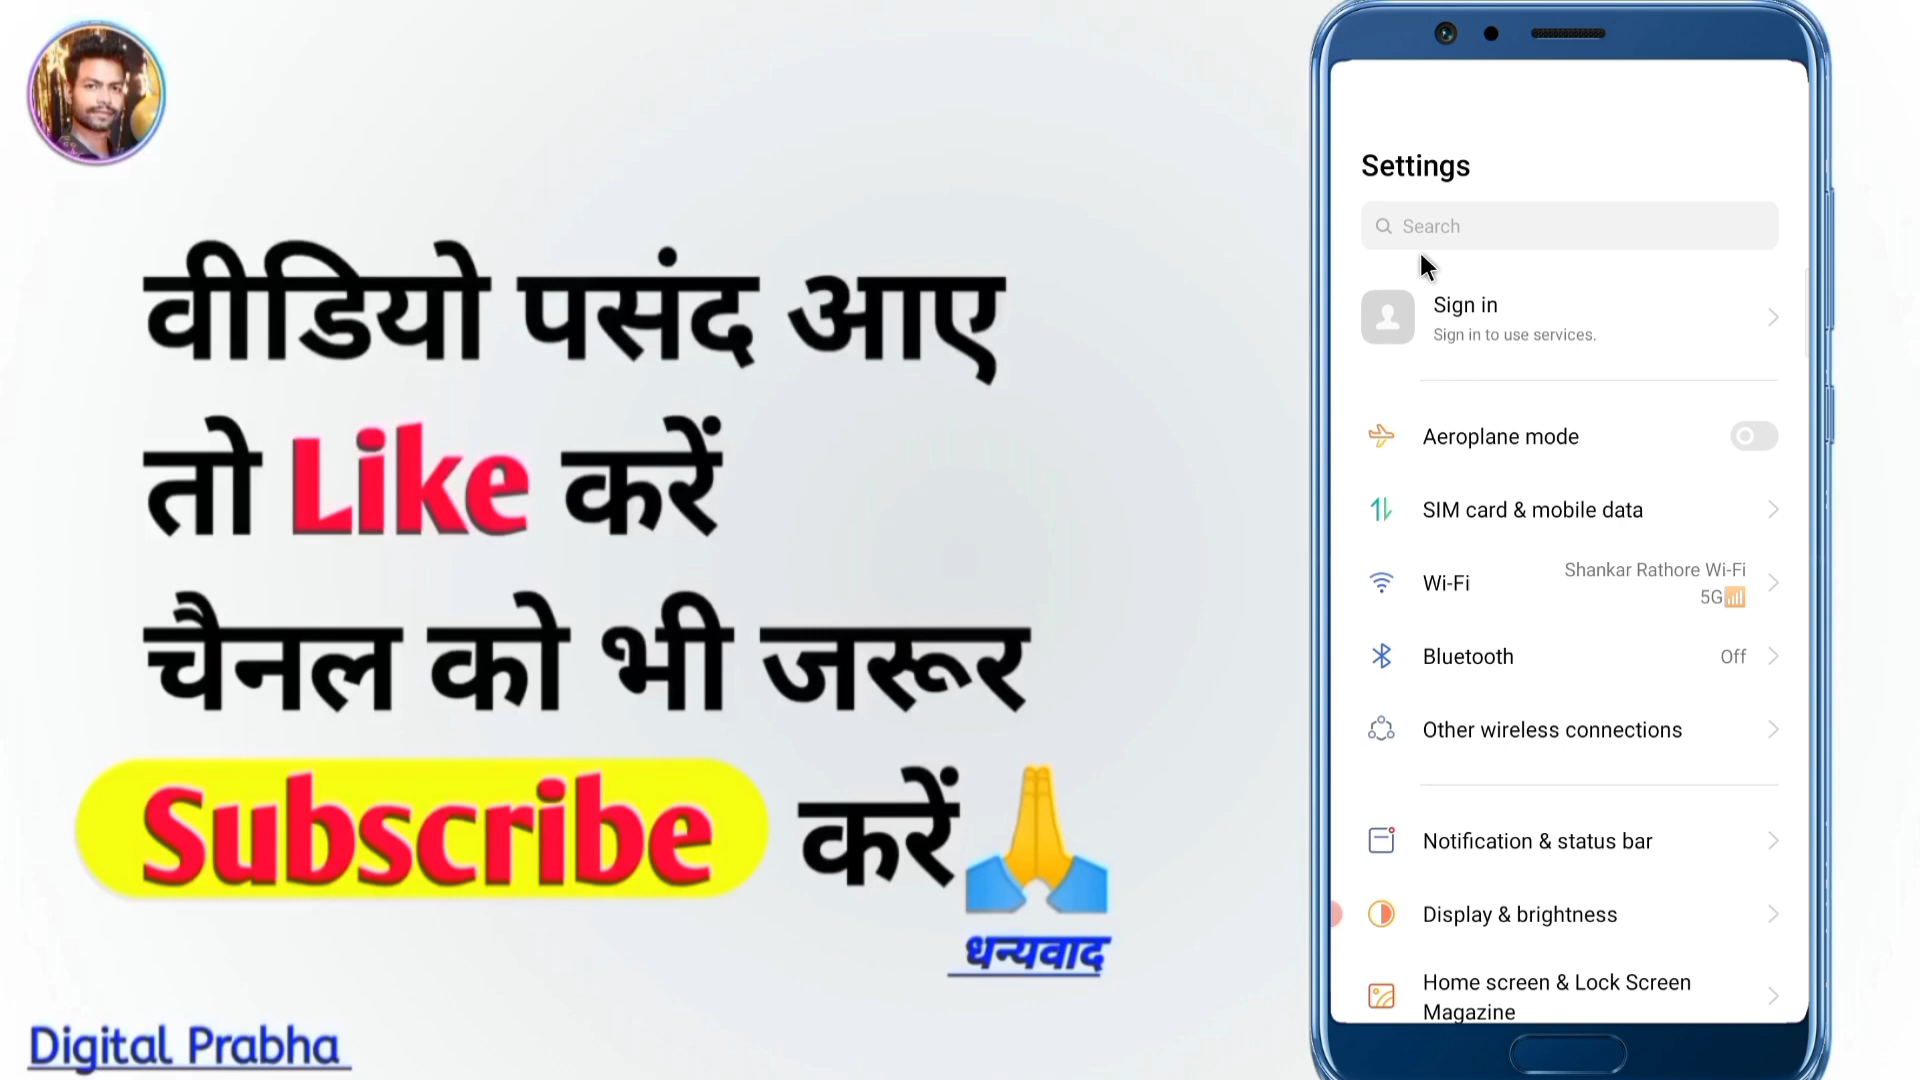 वीडियो पसंद आए
तो Like करें
चैनल को भी जरूर
Subscribe करें🙏
धन्यवाद
Digital Prabha
Settings
Search
Sign in
Sign in to use services.
Aeroplane mode
SIM card & mobile data
Wi-Fi
Shankar Rathore Wi-Fi
5G📶
Bluetooth Off
Other wireless connections
Notification & status bar
Display & brightness
Home screen & Lock Screen
Magazine